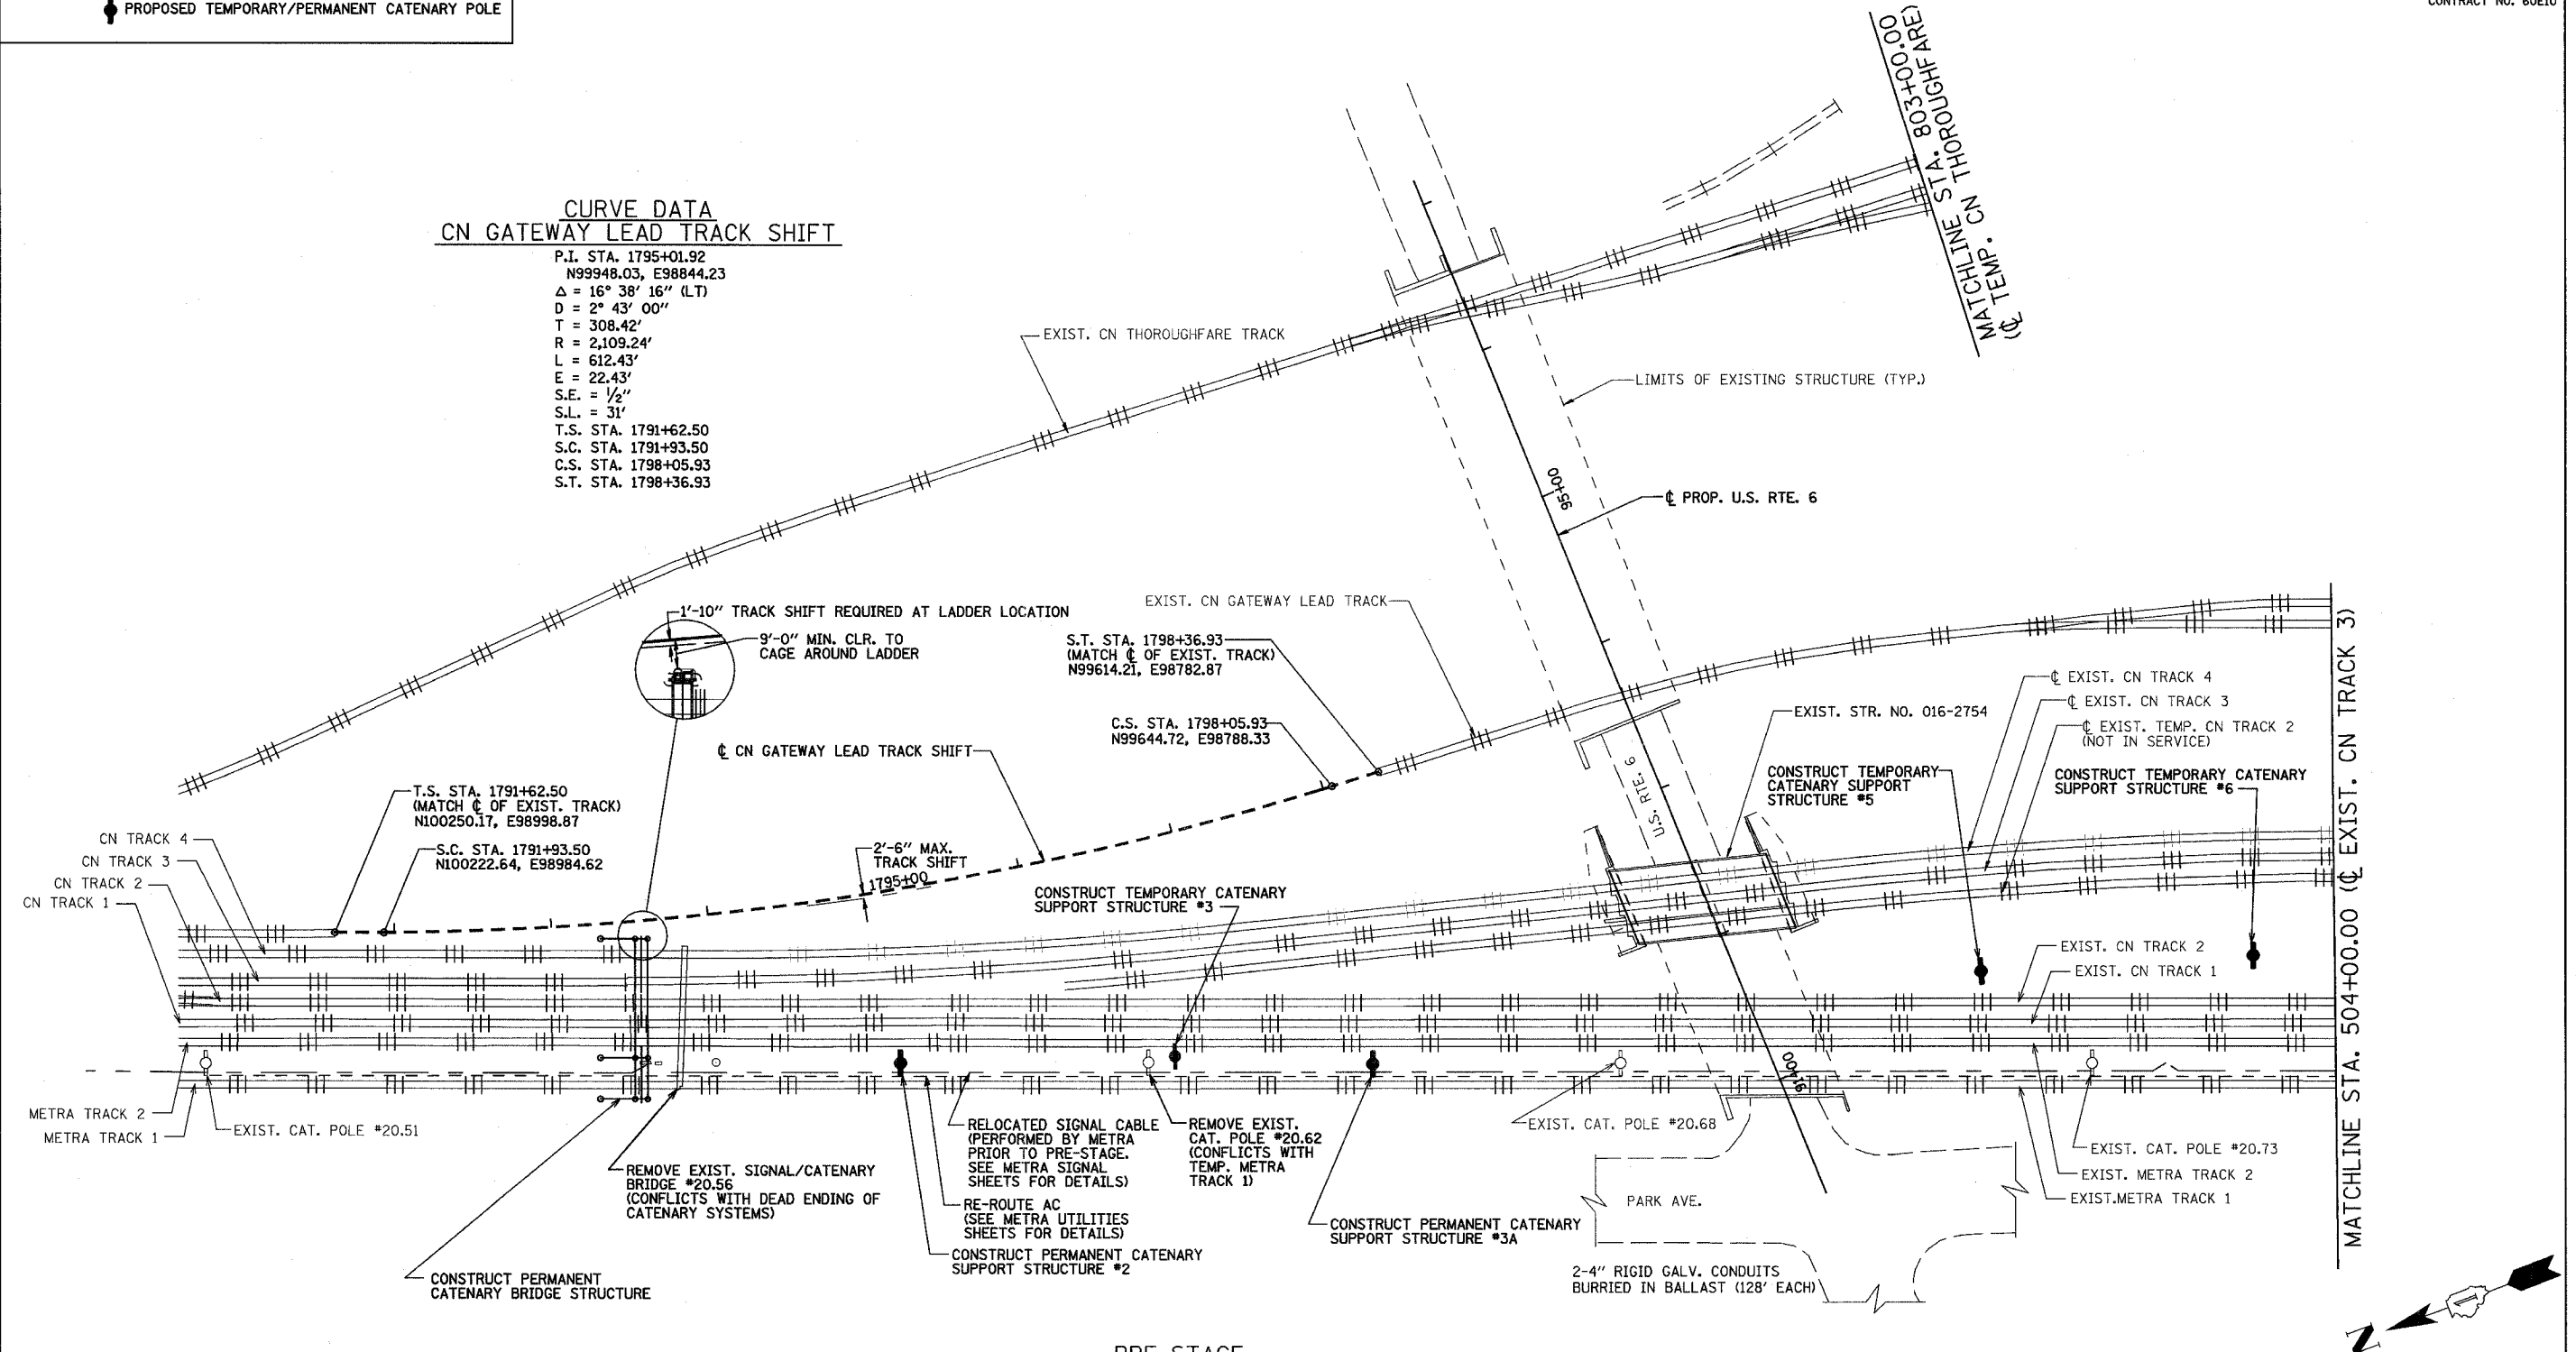 PROPOSED TEMPORARY/PERMANENT CATENARY POLE
CONTRACT NO. 60E10
MATCHLINE STA. 803+00.00
(℄ TEMP. CN THOROUGHFARE)
CURVE DATA
CN GATEWAY LEAD TRACK SHIFT
P.I. STA. 1795+01.92
N99948.03, E98844.23
Δ = 16° 38' 16" (LT)
D = 2° 43' 00"
T = 308.42'
R = 2,109.24'
L = 612.43'
E = 22.43'
S.E. = 1/2"
S.L. = 31'
T.S. STA. 1791+62.50
S.C. STA. 1791+93.50
C.S. STA. 1798+05.93
S.T. STA. 1798+36.93
EXIST. CN THOROUGHFARE TRACK
LIMITS OF EXISTING STRUCTURE (TYP.)
95+00
℄ PROP. U.S. RTE. 6
1'-10" TRACK SHIFT REQUIRED AT LADDER LOCATION
9'-0" MIN. CLR. TO
CAGE AROUND LADDER
EXIST. CN GATEWAY LEAD TRACK
S.T. STA. 1798+36.93
(MATCH ℄ OF EXIST. TRACK)
N99614.21, E98782.87
C.S. STA. 1798+05.93
N99644.72, E98788.33
℄ CN GATEWAY LEAD TRACK SHIFT
℄ EXIST. CN TRACK 4
℄ EXIST. CN TRACK 3
℄ EXIST. TEMP. CN TRACK 2
(NOT IN SERVICE)
EXIST. STR. NO. 016-2754
U.S. RTE. 6
CONSTRUCT TEMPORARY
CATENARY SUPPORT
STRUCTURE #5
CONSTRUCT TEMPORARY CATENARY
SUPPORT STRUCTURE #6
T.S. STA. 1791+62.50
(MATCH ℄ OF EXIST. TRACK)
N100250.17, E98998.87
S.C. STA. 1791+93.50
N100222.64, E98984.62
CN TRACK 4
CN TRACK 3
CN TRACK 2
CN TRACK 1
2'-6" MAX.
TRACK SHIFT
1795+00
CONSTRUCT TEMPORARY CATENARY
SUPPORT STRUCTURE #3
EXIST. CN TRACK 2
EXIST. CN TRACK 1
MATCHLINE STA. 504+00.00 (℄ EXIST. CN TRACK 3)
91+00
METRA TRACK 2
METRA TRACK 1
EXIST. CAT. POLE #20.51
REMOVE EXIST. SIGNAL/CATENARY
BRIDGE #20.56
(CONFLICTS WITH DEAD ENDING OF
CATENARY SYSTEMS)
CONSTRUCT PERMANENT
CATENARY BRIDGE STRUCTURE
RELOCATED SIGNAL CABLE
(PERFORMED BY METRA
PRIOR TO PRE-STAGE.
SEE METRA SIGNAL
SHEETS FOR DETAILS)
RE-ROUTE AC
(SEE METRA UTILITIES
SHEETS FOR DETAILS)
CONSTRUCT PERMANENT CATENARY
SUPPORT STRUCTURE #2
REMOVE EXIST.
CAT. POLE #20.62
(CONFLICTS WITH
TEMP. METRA
TRACK 1)
CONSTRUCT PERMANENT CATENARY
SUPPORT STRUCTURE #3A
EXIST. CAT. POLE #20.68
PARK AVE.
2-4" RIGID GALV. CONDUITS
BURRIED IN BALLAST (128' EACH)
EXIST. CAT. POLE #20.73
EXIST. METRA TRACK 2
EXIST.METRA TRACK 1
N
PRE-STAGE